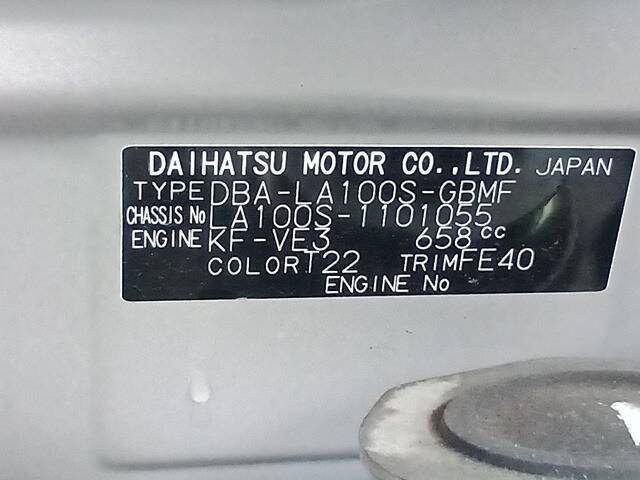 DAIHATSU MOTOR CO.,LTD. JAPAN
TYPE DBA-LA100S-GBMF
CHASSIS No LA100S-1101055
ENGINE KF-VE3 658cc
COLOR T22 TRIM FE40
ENGINE No